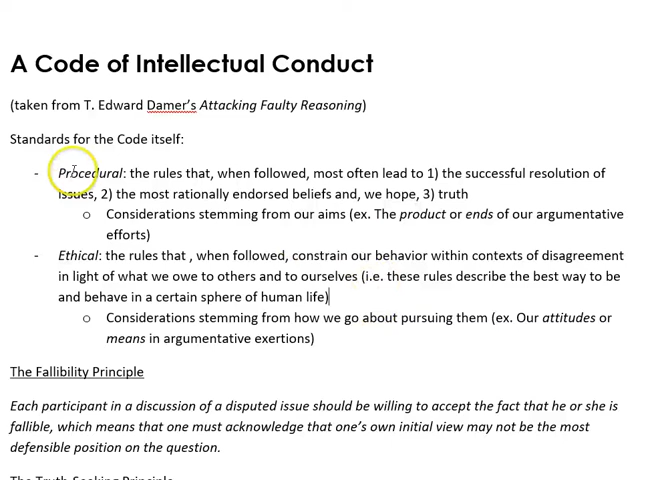 A Code of Intellectual Conduct
(taken from T. Edward Damer's Attacking Faulty Reasoning)
Standards for the Code itself:
- Procedural: the rules that, when followed, most often lead to 1) the successful resolution of
issues, 2) the most rationally endorsed beliefs and, we hope, 3) truth
o Considerations stemming from our aims (ex. The product or ends of our argumentative
efforts)
- Ethical: the rules that , when followed, constrain our behavior within contexts of disagreement
in light of what we owe to others and to ourselves (i.e. these rules describe the best way to be
and behave in a certain sphere of human life)
o Considerations stemming from how we go about pursuing them (ex. Our attitudes or
means in argumentative exertions)
The Fallibility Principle
Each participant in a discussion of a disputed issue should be willing to accept the fact that he or she is
fallible, which means that one must acknowledge that one's own initial view may not be the most
defensible position on the question.
The Truth-Seeking Principle